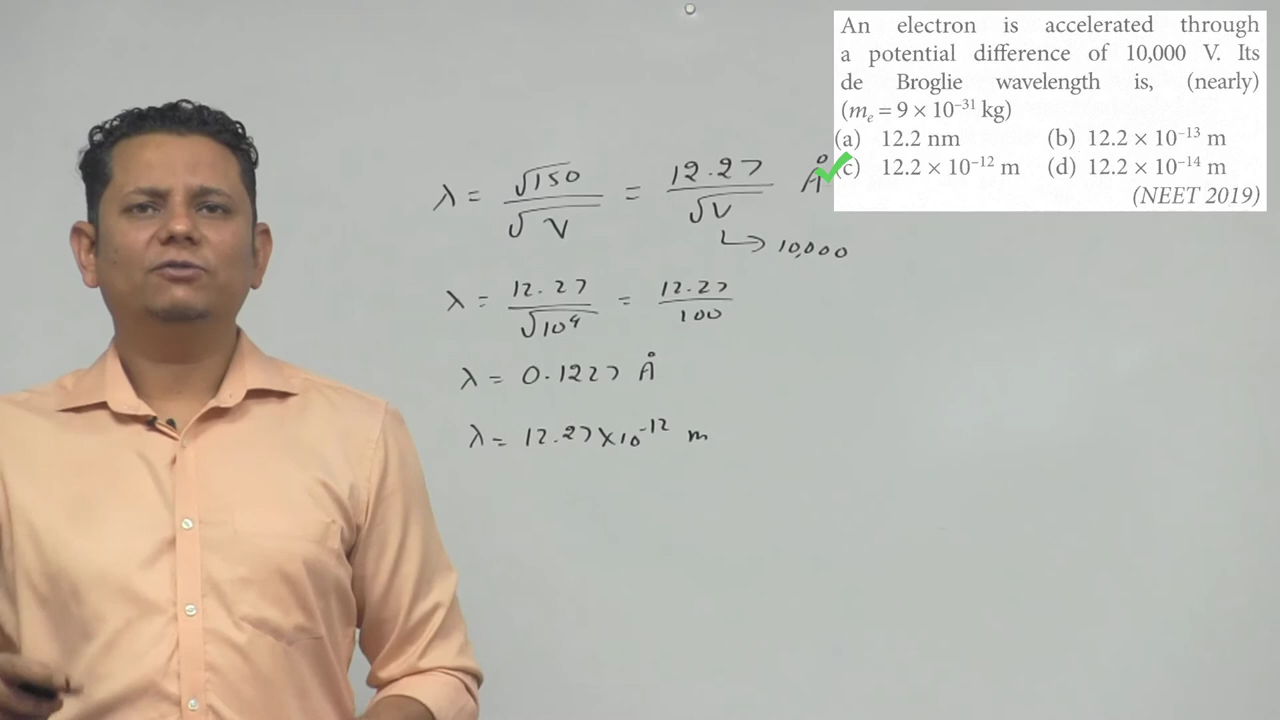 An electron is accelerated through
a potential difference of 10,000 V. Its
de Broglie wavelength is, (nearly)
(mₑ = 9 × 10⁻³¹ kg)
(a) 12.2 nm (b) 12.2 × 10⁻¹³ m
(c) 12.2 × 10⁻¹² m (d) 12.2 × 10⁻¹⁴ m
(NEET 2019)
λ = √150 / √V = 12.27 / √V Å
↳ 10,000
λ = 12.27 / √10⁴ = 12.27 / 100
λ = 0.1227 Å
λ = 12.27 × 10⁻¹² m